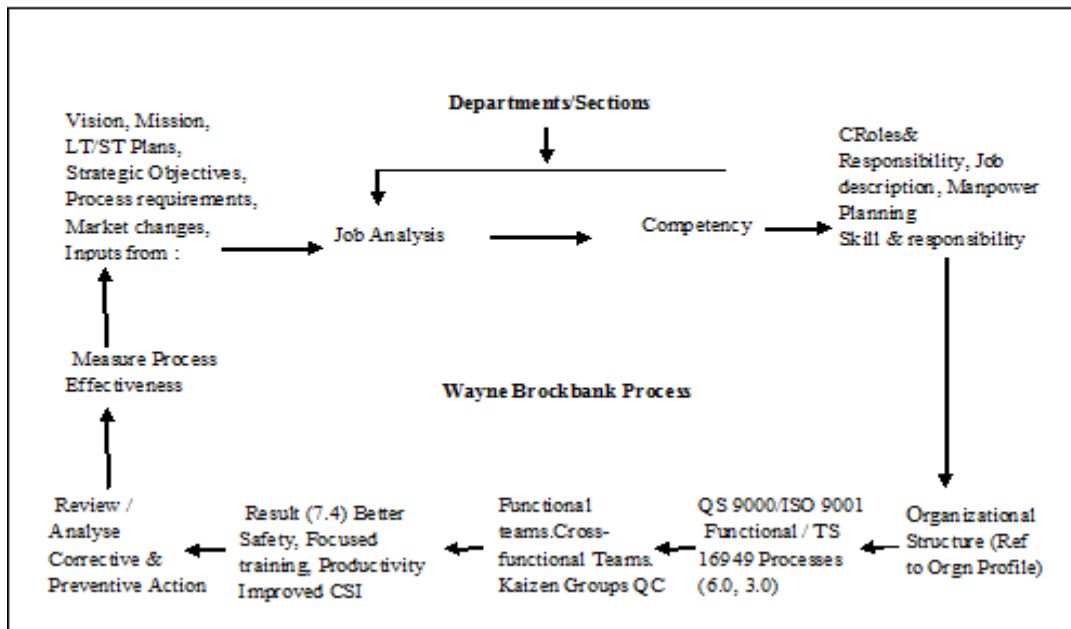 Departments/Sections
Vision, Mission,
LT/ST Plans,
Strategic Objectives,
Process requirements,
Market changes,
Inputs from :
Job Analysis
Competency
CRoles&
Responsibility, Job
description, Manpower
Planning
Skill & responsibility
Measure Process
Effectiveness
Wayne Brockbank Process
Review /
Analyse
Corrective &
Preventive Action
Result (7.4) Better
Safety, Focused
training, Productivity
Improved CSI
Functional
teams.Cross-
functional Teams.
Kaizen Groups QC
QS 9000/ISO 9001
Functional / TS
16949 Processes
(6.0, 3.0)
Organizational
Structure (Ref
to Orgn Profile)